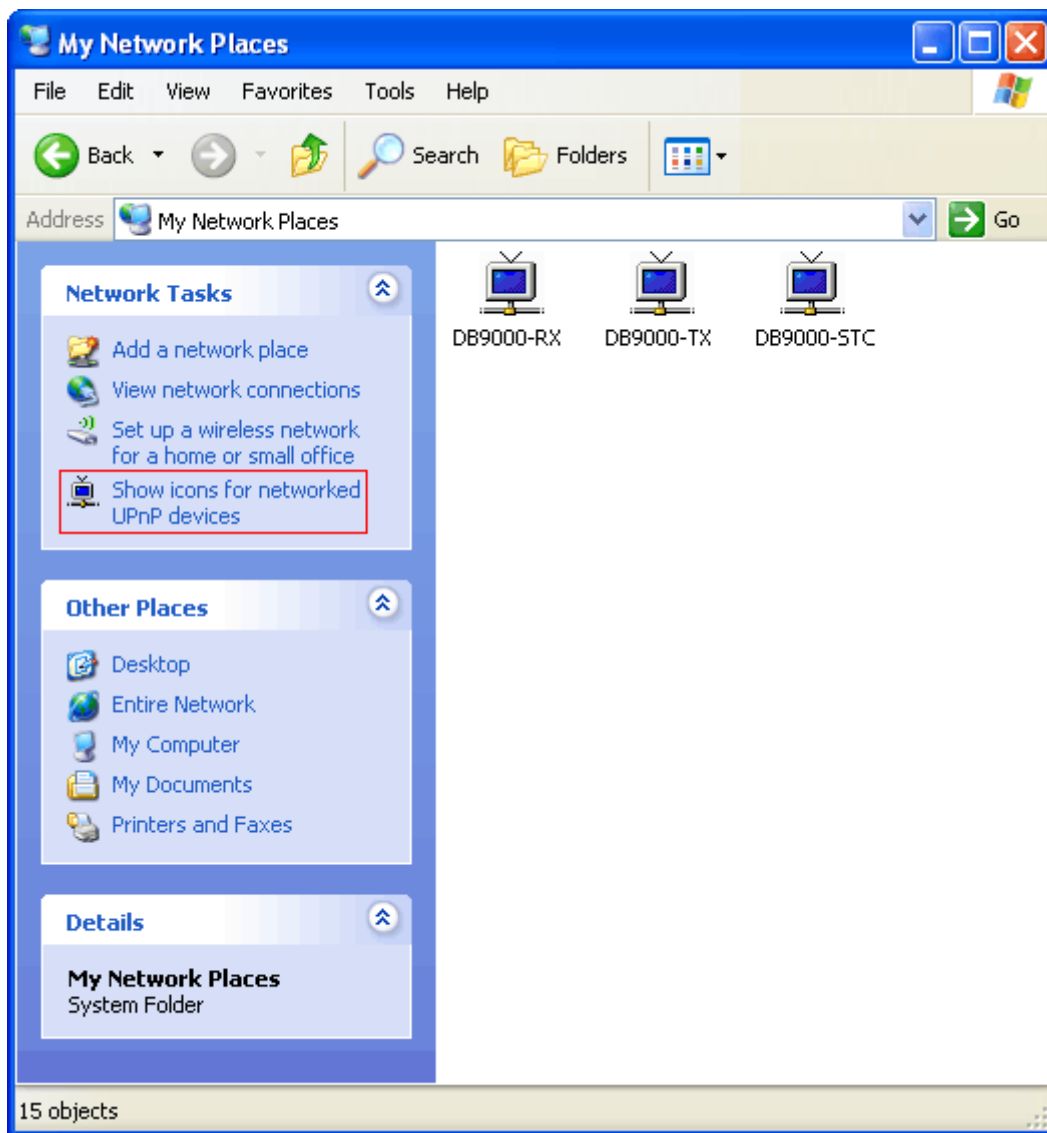 My Network Places
File Edit View Favorites Tools Help
Back Search Folders
Address My Network Places Go
Network Tasks
Add a network place
View network connections
Set up a wireless network
for a home or small office
Show icons for networked
UPnP devices
Other Places
Desktop
Entire Network
My Computer
My Documents
Printers and Faxes
Details
My Network Places
System Folder
DB9000-RX DB9000-TX DB9000-STC
15 objects